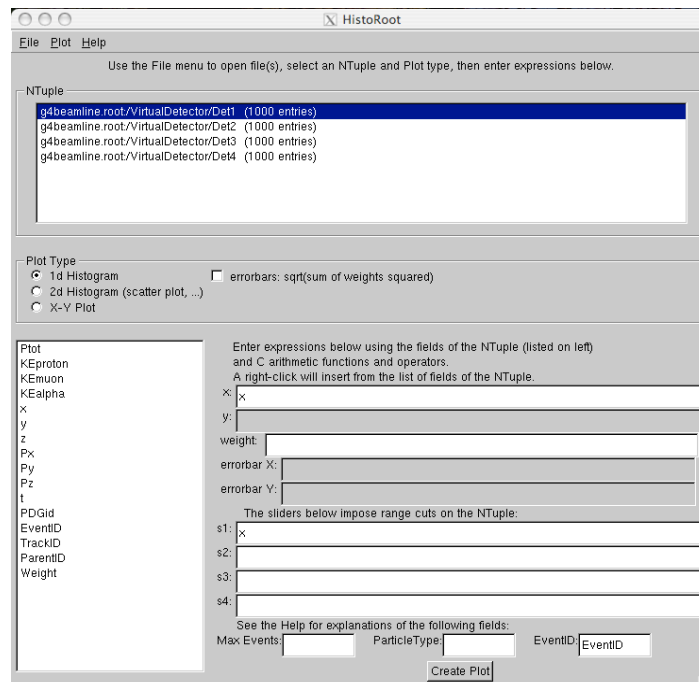 HistoRoot
File Plot Help
Use the File menu to open file(s), select an NTuple and Plot type, then enter expressions below.
NTuple
g4beamline.root:/VirtualDetector/Det1 (1000 entries)
g4beamline.root:/VirtualDetector/Det2 (1000 entries)
g4beamline.root:/VirtualDetector/Det3 (1000 entries)
g4beamline.root:/VirtualDetector/Det4 (1000 entries)
Plot Type
1d Histogram
errorbars: sqrt(sum of weights squared)
2d Histogram (scatter plot, ...)
X-Y Plot
Ptot
KEproton
KEmuon
KEalpha
x
y
z
Px
Py
Pz
t
PDGid
EventID
TrackID
ParentID
Weight
Enter expressions below using the fields of the NTuple (listed on left)
and C arithmetic functions and operators.
A right-click will insert from the list of fields of the NTuple.
x: x
y:
weight:
errorbar X:
errorbar Y:
The sliders below impose range cuts on the NTuple:
s1: x
s2:
s3:
s4:
See the Help for explanations of the following fields:
Max Events: ParticleType: EventID: EventID
Create Plot